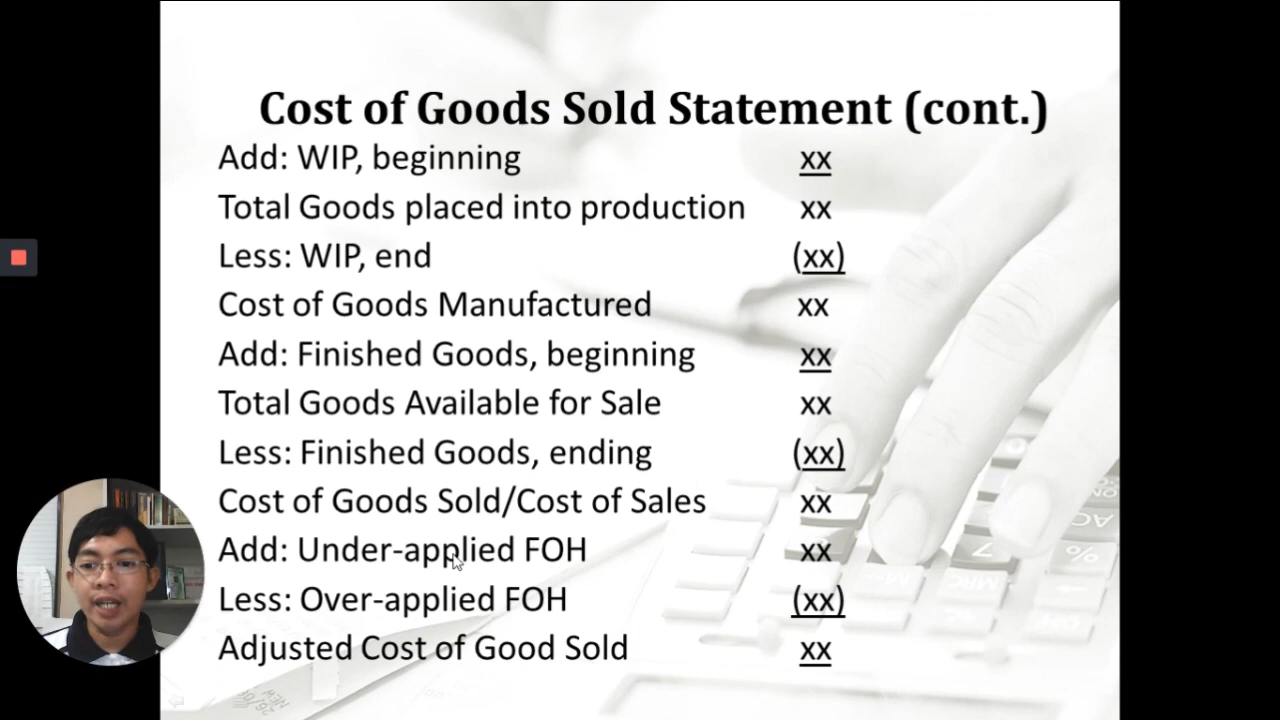 Cost of Goods Sold Statement (cont.)
Add: WIP, beginning xx
Total Goods placed into production xx
Less: WIP, end (xx)
Cost of Goods Manufactured xx
Add: Finished Goods, beginning xx
Total Goods Available for Sale xx
Less: Finished Goods, ending (xx)
Cost of Goods Sold/Cost of Sales xx
Add: Under-applied FOH xx
Less: Over-applied FOH (xx)
Adjusted Cost of Good Sold xx